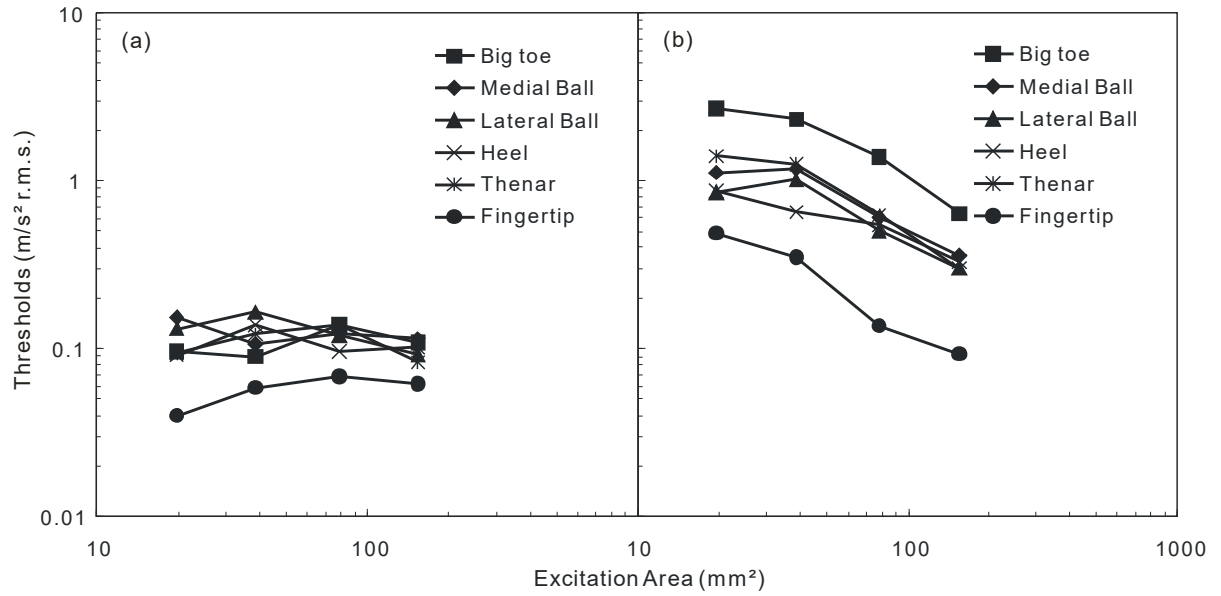 10
1
0.1
0.01
Thresholds (m/s² r.m.s.)
(a)
Big toe
Medial Ball
Lateral Ball
Heel
Thenar
Fingertip
(b)
Big toe
Medial Ball
Lateral Ball
Heel
Thenar
Fingertip
10
100
10
100
1000
Excitation Area (mm²)